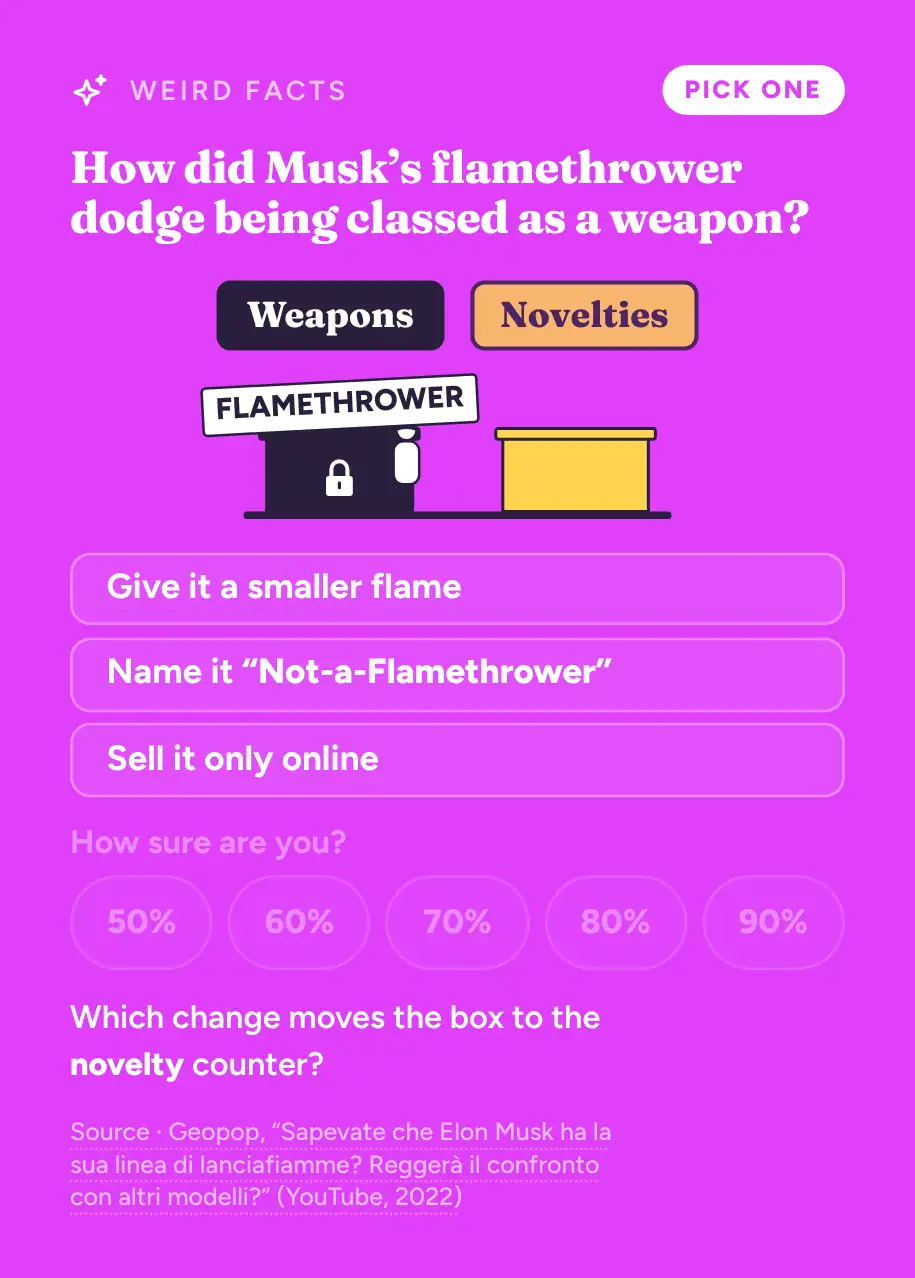 WEIRD FACTS
PICK ONE
How did Musk’s flamethrower
dodge being classed as a weapon?
Weapons
Novelties
FLAMETHROWER
Give it a smaller flame
Name it “Not-a-Flamethrower”
Sell it only online
How sure are you?
50%
60%
70%
80%
90%
Which change moves the box to the
novelty counter?
Source · Geopop, “Sapevate che Elon Musk ha la
sua linea di lanciafiamme? Reggerà il confronto
con altri modelli?” (YouTube, 2022)